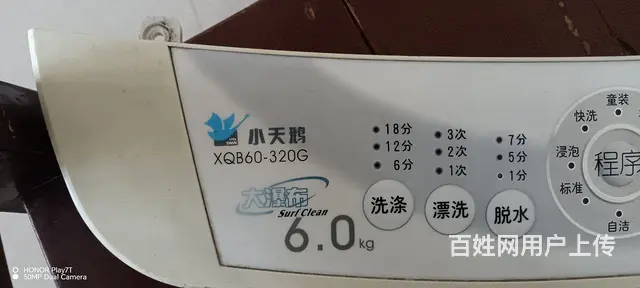 小天鹅
XQB60-320G
大瀑布
Surf Clean
6.0kg
18分
12分
6分
洗涤
3次
2次
1次
漂洗
7分
5分
1分
脱水
童装
快洗
浸泡
标准
自洁
程序
百姓网用户上传
HONOR Play7T
50MP Dual Camera